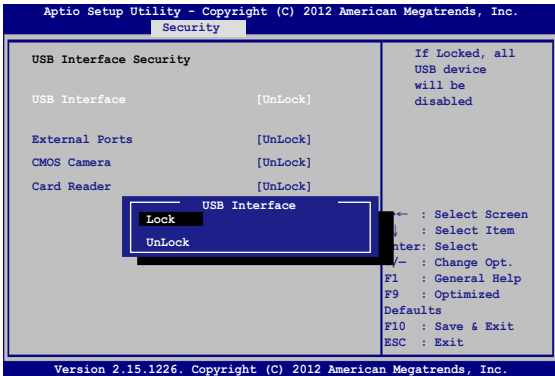 Aptio Setup Utility - Copyright (C) 2012 American Megatrends, Inc.
Security
USB Interface Security
USB Interface [UnLock]
External Ports [UnLock]
CMOS Camera [UnLock]
Card Reader [UnLock]
USB Interface
Lock
UnLock
If Locked, all
USB device
will be
disabled
→← : Select Screen
↓ : Select Item
nter: Select
/— : Change Opt.
F1 : General Help
F9 : Optimized
Defaults
F10 : Save & Exit
ESC : Exit
Version 2.15.1226. Copyright (C) 2012 American Megatrends, Inc.